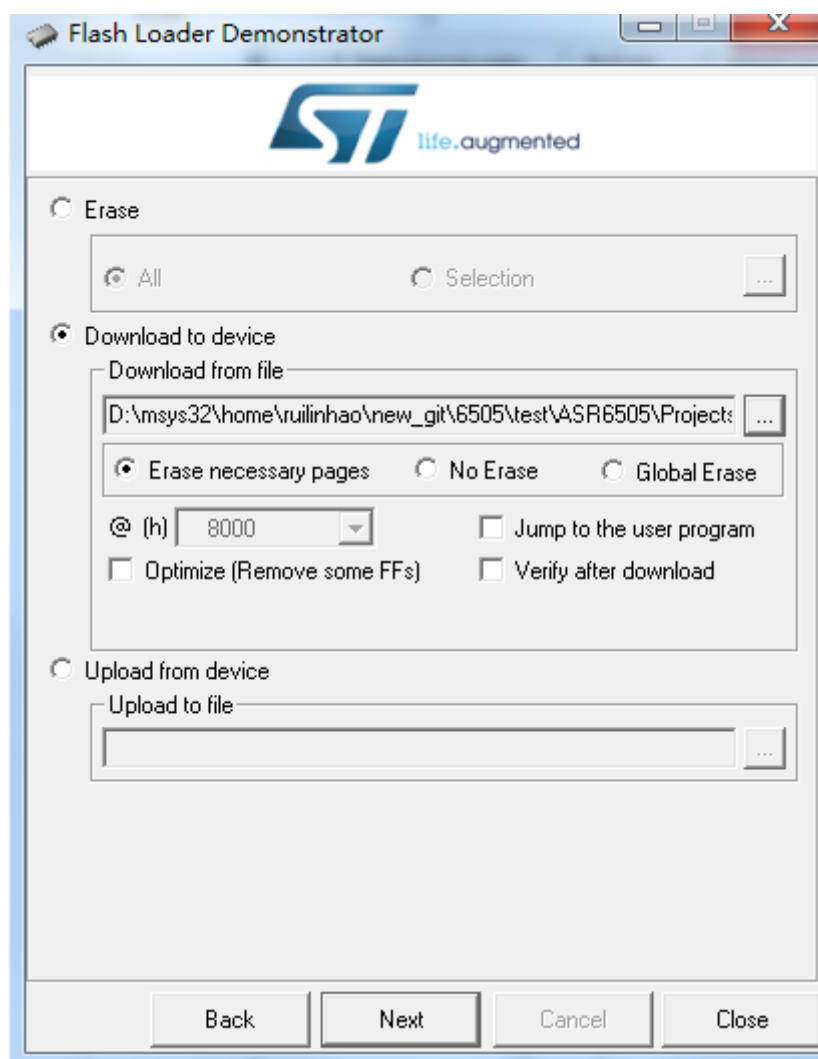 Flash Loader Demonstrator
ST life.augmented
Erase
All Selection ...
Download to device
Download from file
D:\msys32\home\ruilinhao\new_git\6505\test\ASR6505\Projects ...
Erase necessary pages No Erase Global Erase
@ (h) 8000 Jump to the user program
Optimize (Remove some FFs) Verify after download
Upload from device
Upload to file
...
Back Next Cancel Close